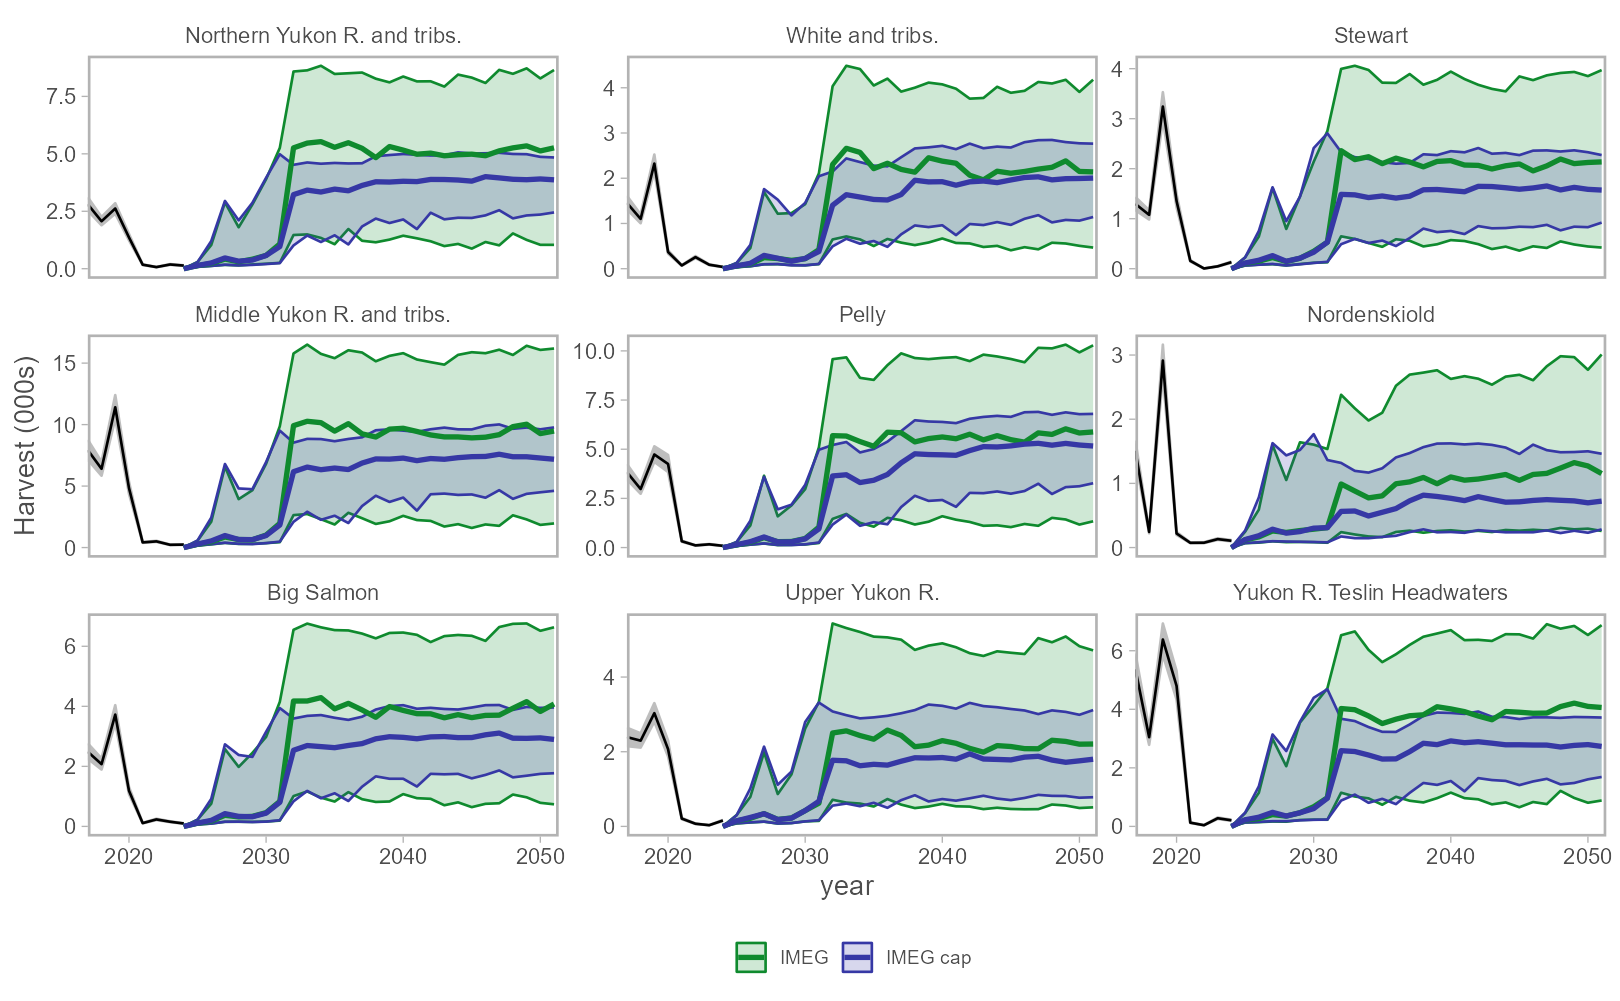 Northern Yukon R. and tribs.
White and tribs.
Stewart
7.5
5.0
2.5
0.0
4
3
2
1
0
4
3
2
1
0
Middle Yukon R. and tribs.
Pelly
Nordenskiold
15
10
5
0
10.0
7.5
5.0
2.5
0.0
3
2
1
0
Harvest (000s)
Big Salmon
Upper Yukon R.
Yukon R. Teslin Headwaters
6
4
2
0
4
2
0
6
4
2
0
2020 2030 2040 2050
2020 2030 2040 2050
2020 2030 2040 2050
year
IMEG
IMEG cap